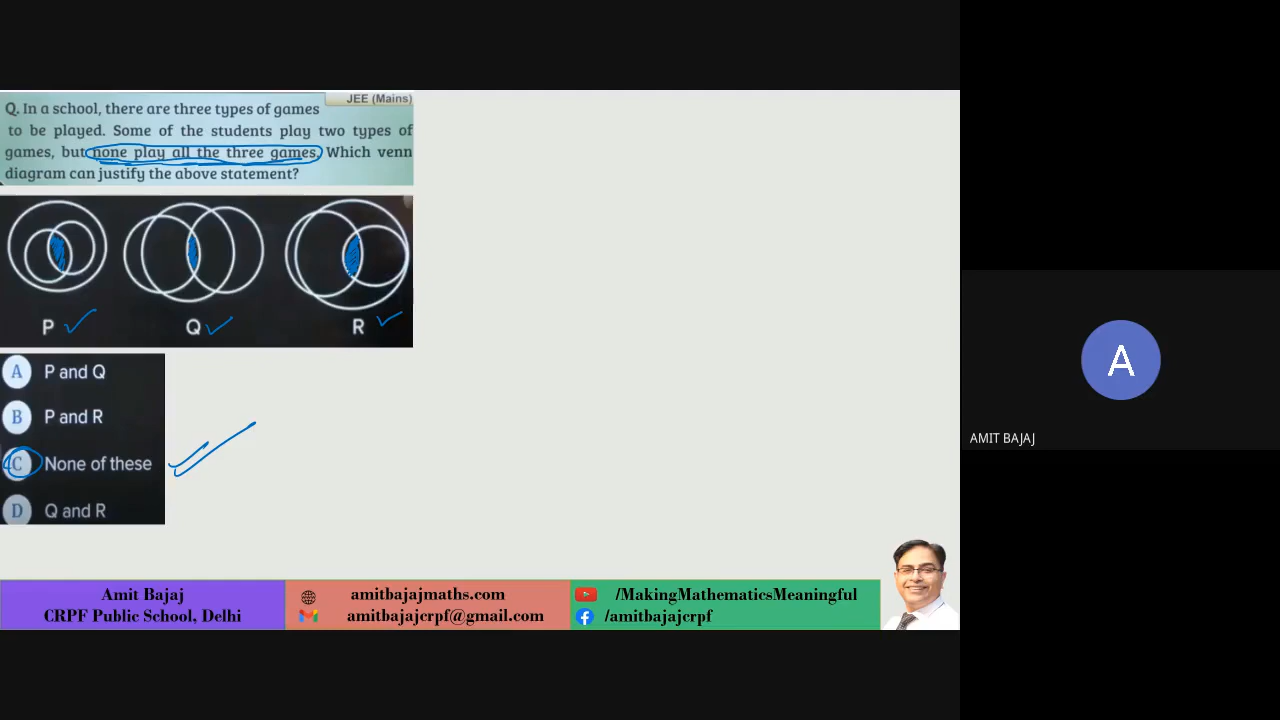 JEE (Mains)
Q. In a school, there are three types of games
to be played. Some of the students play two types of
games, but none play all the three games. Which venn
diagram can justify the above statement?
P
Q
R
A P and Q
B P and R
C None of these
D Q and R
A
AMIT BAJAJ
Amit Bajaj
CRPF Public School, Delhi
amitbajajmaths.com
amitbajajcrpf@gmail.com
/MakingMathematicsMeaningful
/amitbajajcrpf